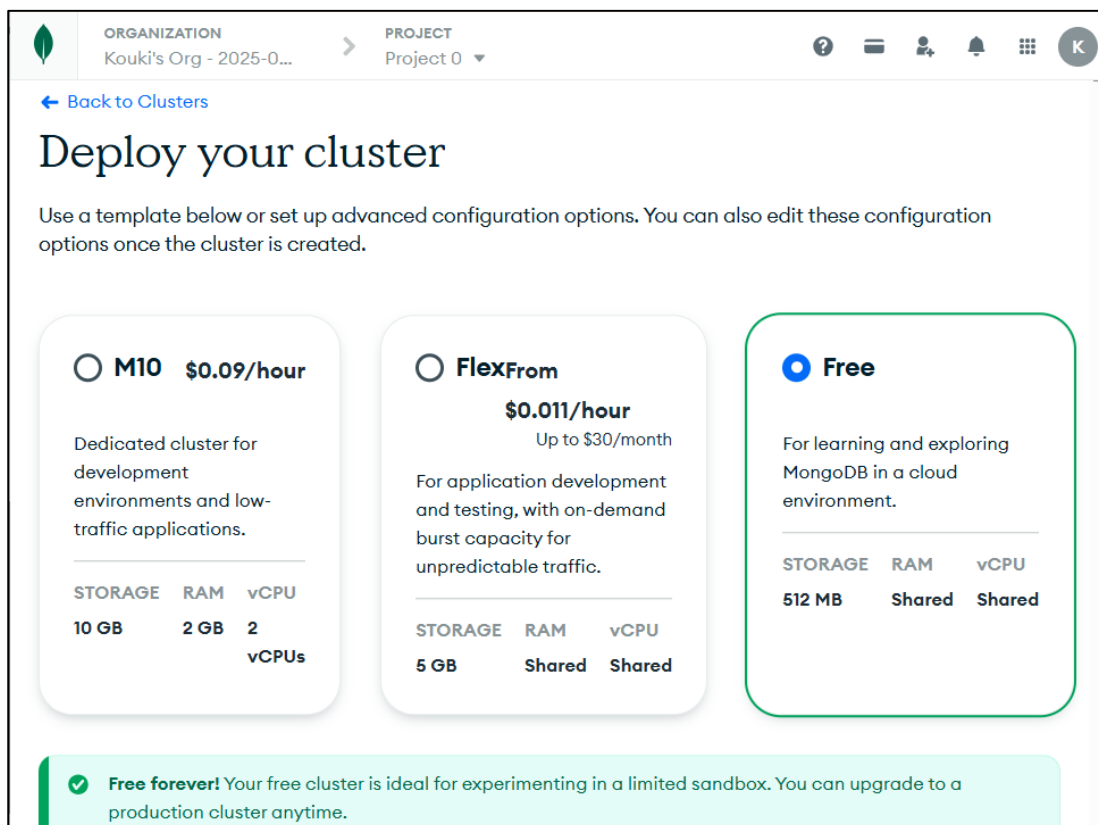 ORGANIZATION
Kouki's Org - 2025-0...
PROJECT
Project 0
K
Back to Clusters
Deploy your cluster
Use a template below or set up advanced configuration options. You can also edit these configuration
options once the cluster is created.
M10 $0.09/hour
Dedicated cluster for
development
environments and low-
traffic applications.
STORAGE RAM vCPU
10 GB 2 GB 2
vCPUs
FlexFrom
$0.011/hour
Up to $30/month
For application development
and testing, with on-demand
burst capacity for
unpredictable traffic.
STORAGE RAM vCPU
5 GB Shared Shared
Free
For learning and exploring
MongoDB in a cloud
environment.
STORAGE RAM vCPU
512 MB Shared Shared
Free forever! Your free cluster is ideal for experimenting in a limited sandbox. You can upgrade to a
production cluster anytime.